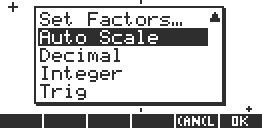 Set Factors...
Auto Scale
Decimal
Integer
Trig
CANCL OK